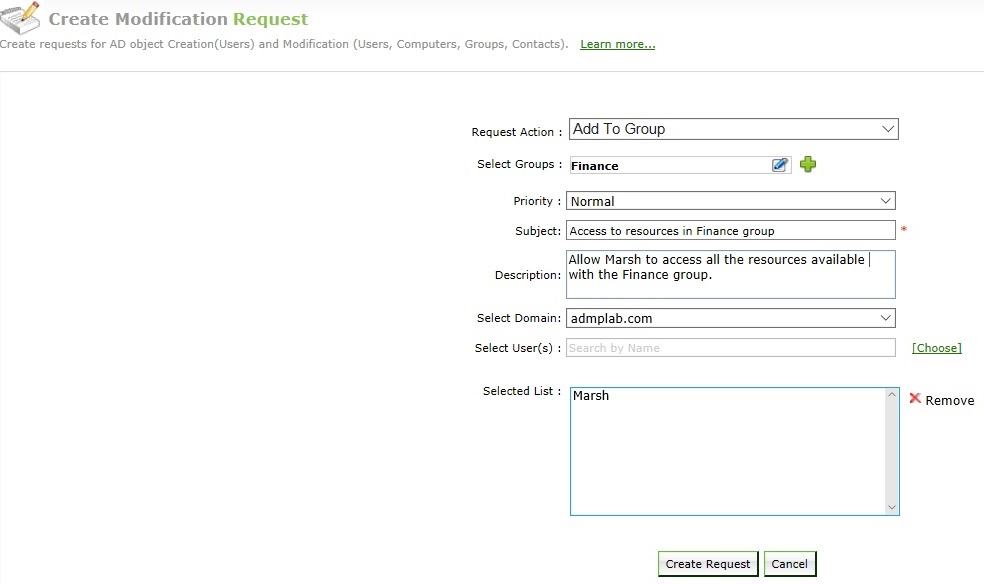 Create Modification Request
Create requests for AD object Creation(Users) and Modification (Users, Computers, Groups, Contacts). Learn more...
Request Action : Add To Group
Select Groups : Finance
Priority : Normal
Subject: Access to resources in Finance group *
Description: Allow Marsh to access all the resources available
with the Finance group.
Select Domain: admplab.com
Select User(s) : Search by Name [Choose]
Selected List : Marsh
Remove
Create Request Cancel